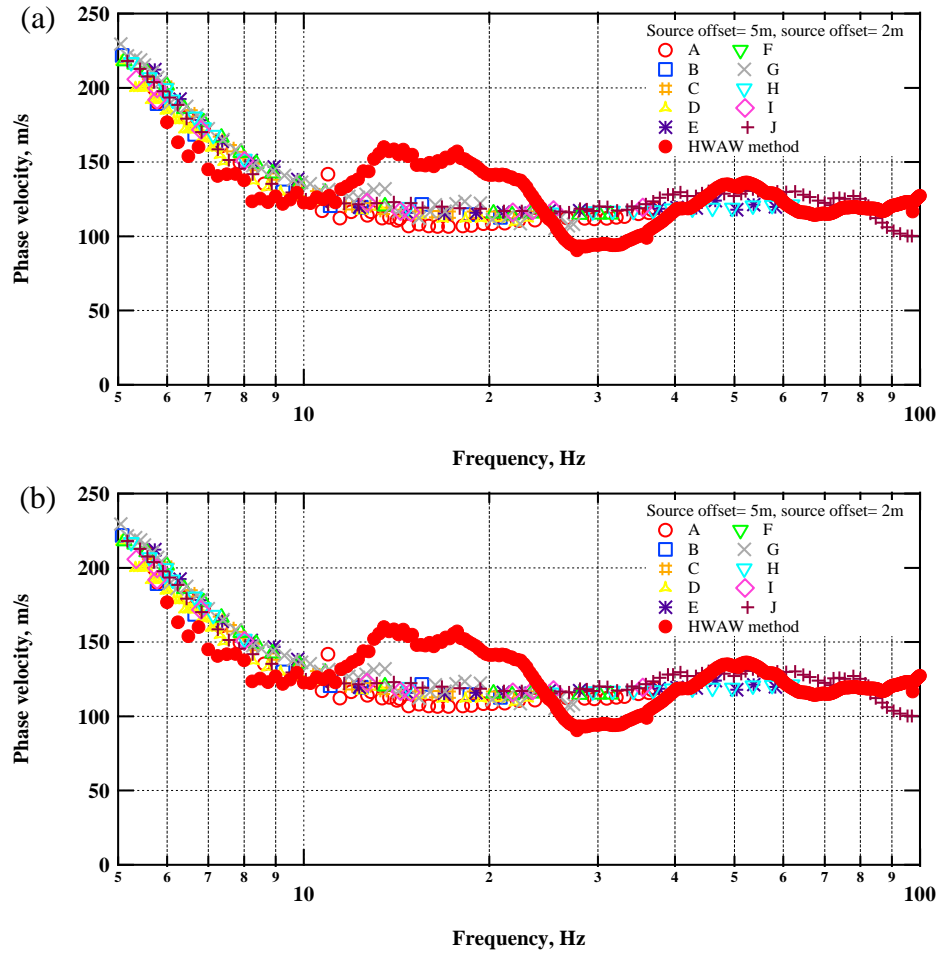 (a)
250
200
150
100
50
0
Phase velocity, m/s
Source offset= 5m, source offset= 2m
A F
B G
C H
D I
E J
HWAW method
5 6 7 8 9 2 3 4 5 6 7 8 9
10 100
Frequency, Hz
(b)
250
200
150
100
50
0
Phase velocity, m/s
Source offset= 5m, source offset= 2m
A F
B G
C H
D I
E J
HWAW method
5 6 7 8 9 2 3 4 5 6 7 8 9
10 100
Frequency, Hz